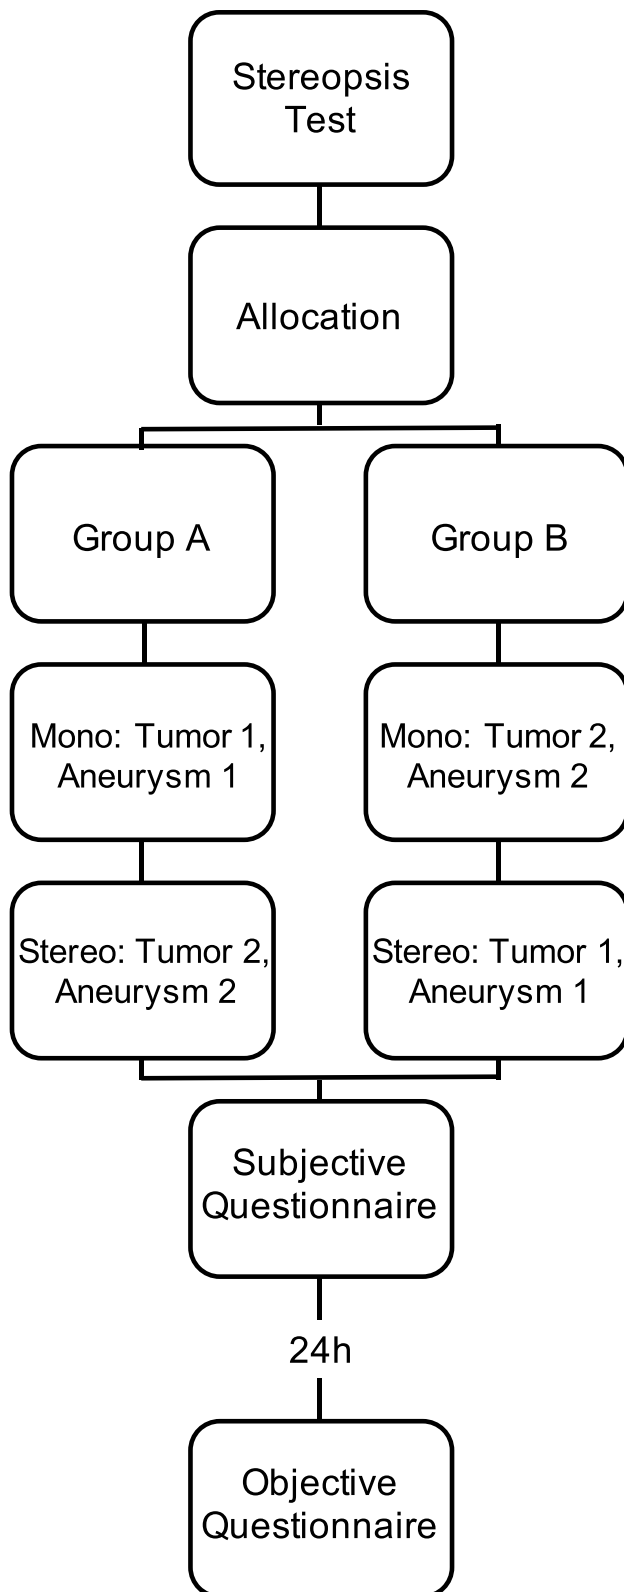 Stereopsis
Test
Allocation
Group A
Group B
Mono: Tumor 1,
Aneurysm 1
Mono: Tumor 2,
Aneurysm 2
Stereo: Tumor 2,
Aneurysm 2
Stereo: Tumor 1,
Aneurysm 1
Subjective
Questionnaire
24h
Objective
Questionnaire